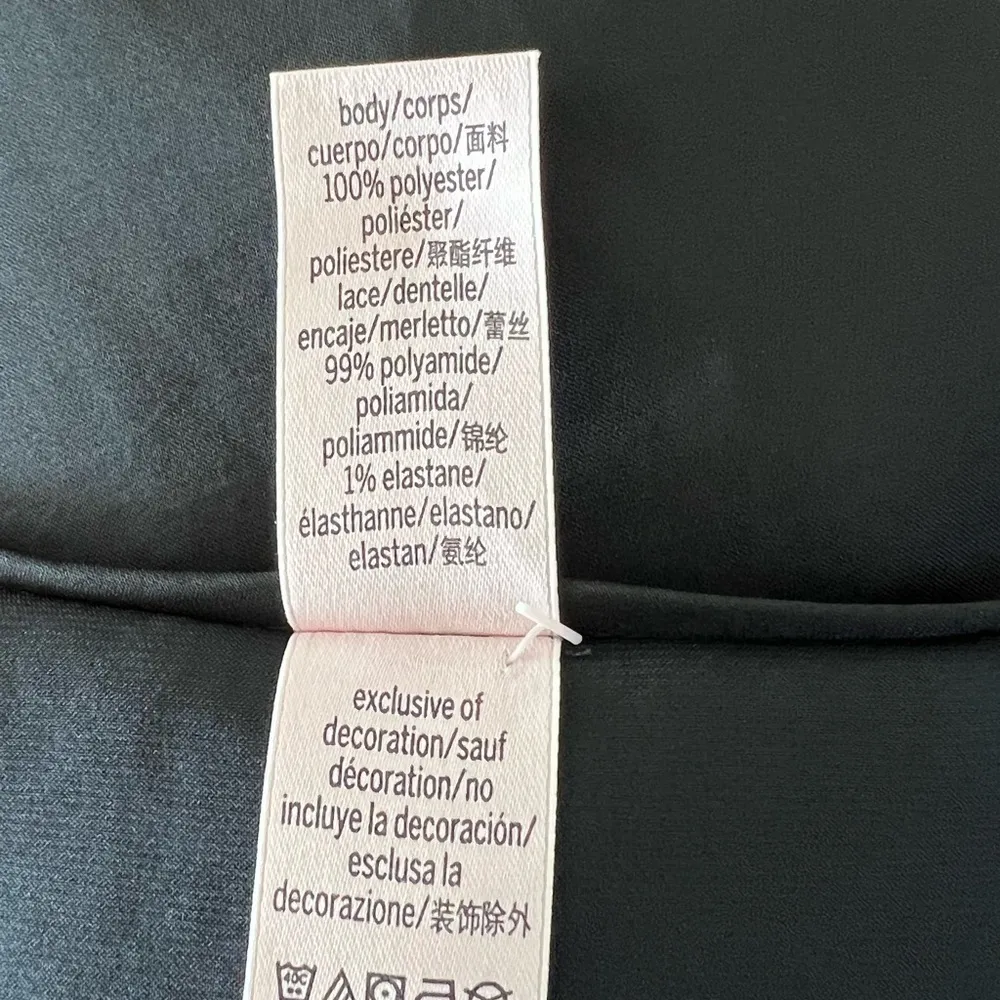 body/corps/
cuerpo/corpo/面料
100% polyester/
poliéster/
poliestere/聚酯纤维
lace/dentelle/
encaje/merletto/蕾丝
99% polyamide/
poliamida/
poliammide/锦纶
1% elastane/
élasthanne/elastano/
elastan/氨纶
exclusive of
decoration/sauf
décoration/no
incluye la decoración/
esclusa la
decorazione/装饰除外
40C